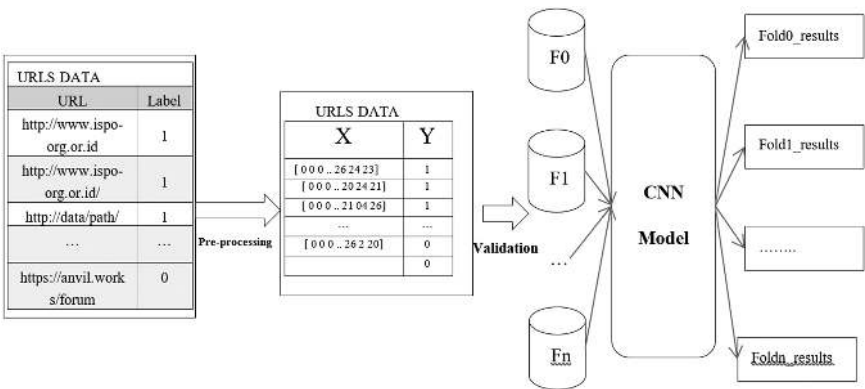 URLS DATA
URL Label
http://www.ispo-
org.or.id 1
http://www.ispo-
org.or.id/ 1
http://data/path/ 1
... ...
https://anvil.work
s/forum 0
Pre-processing
URLS DATA
X Y
[ 0 0 0 .. 26 24 23] 1
[ 0 0 0 .. 20 24 21] 1
[ 0 0 0 .. 21 04 26] 1
... ...
[ 0 0 0 .. 26 2 20] 0
0
Validation
F0
F1
...
Fn
CNN
Model
Fold0_results
Fold1_results
........
Foldn_results